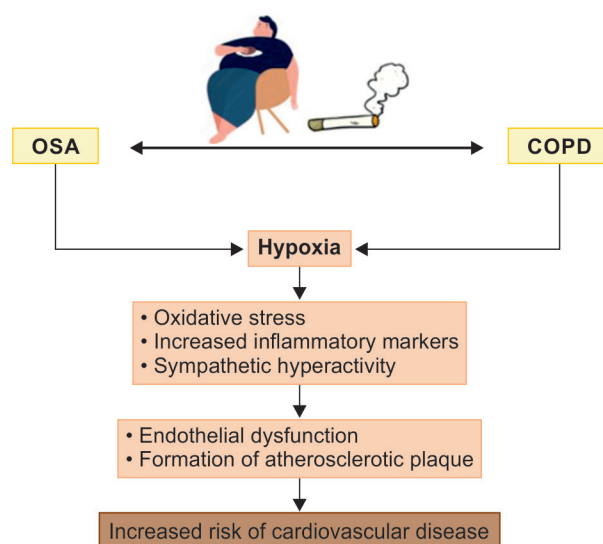 OSA
COPD
Hypoxia
• Oxidative stress
• Increased inflammatory markers
• Sympathetic hyperactivity
• Endothelial dysfunction
• Formation of atherosclerotic plaque
Increased risk of cardiovascular disease